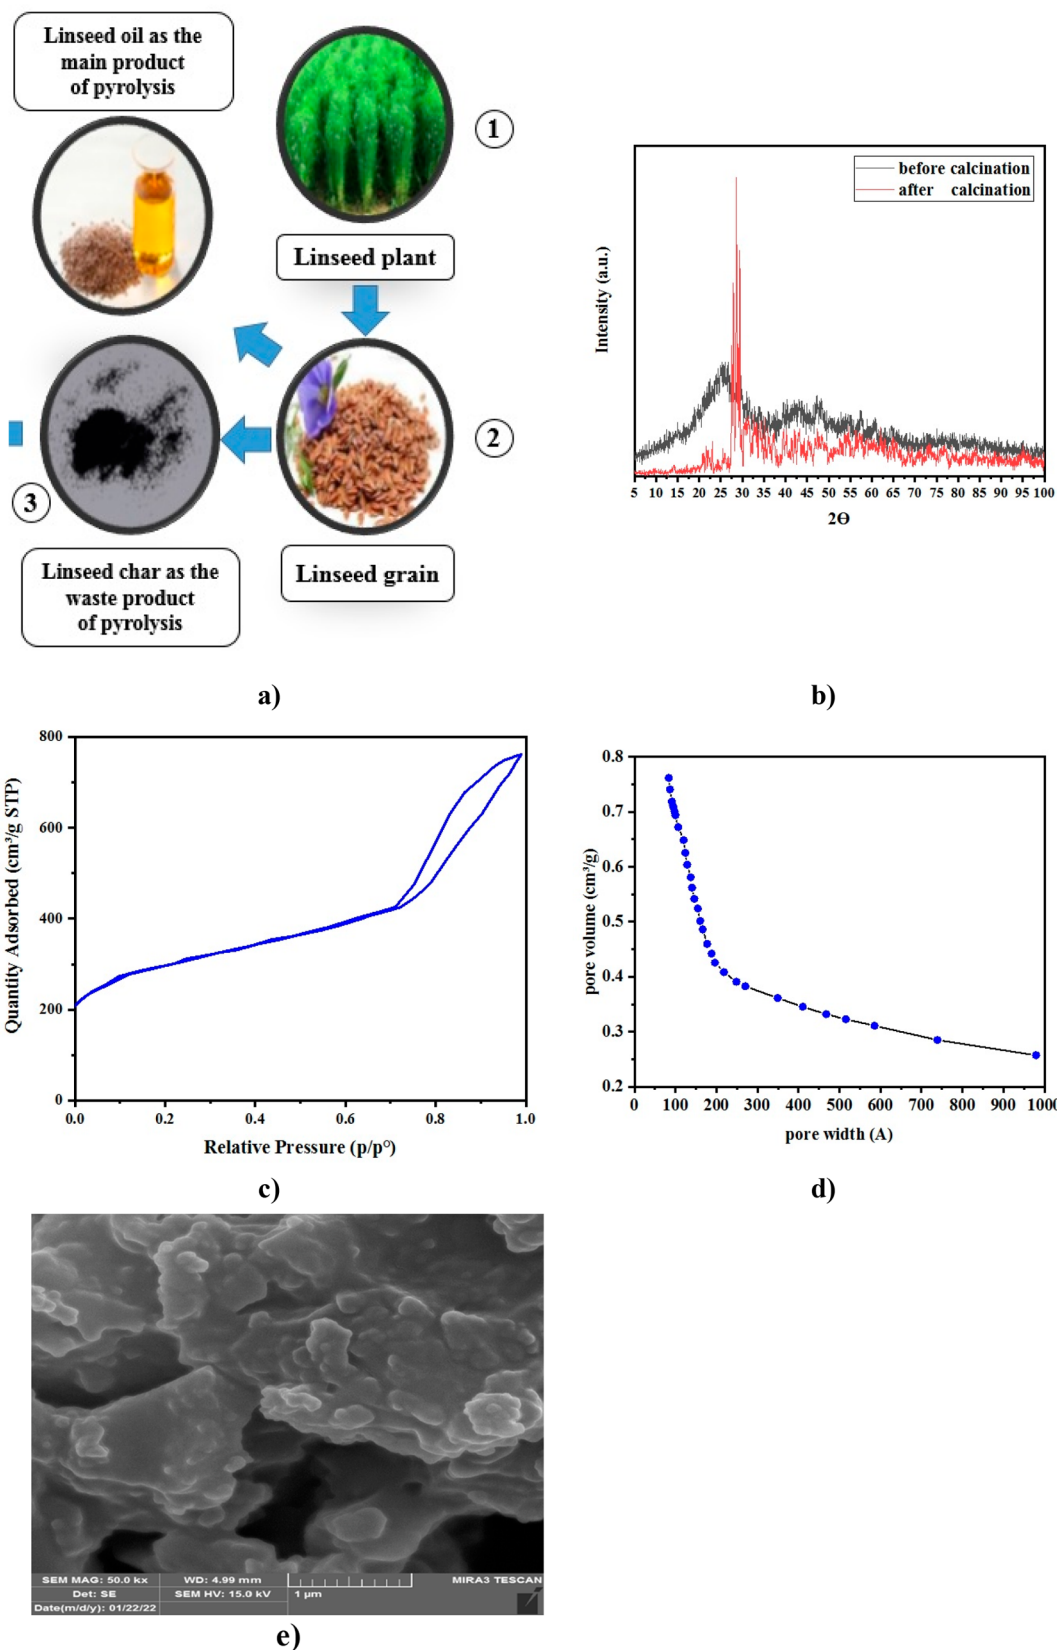 Linseed oil as the
main product
of pyrolysis
1
Linseed plant
2
3
Linseed char as the
waste product
of pyrolysis
Linseed grain
a)
before calcination
after calcination
Intensity (a.u.)
5 10 15 20 25 30 35 40 45 50 55 60 65 70 75 80 85 90 95 100
2Θ
b)
800
600
400
200
0
Quantity Adsorbed (cm³/g STP)
0.0 0.2 0.4 0.6 0.8 1.0
Relative Pressure (p/p°)
c)
0.8
0.7
0.6
0.5
0.4
0.3
0.2
pore volume (cm³/g)
0 100 200 300 400 500 600 700 800 900 1000
pore width (A)
d)
SEM MAG: 50.0 kx WD: 4.99 mm MIRA3 TESCAN
Det: SE SEM HV: 15.0 kV 1 µm
Date(m/d/y): 01/22/22
e)